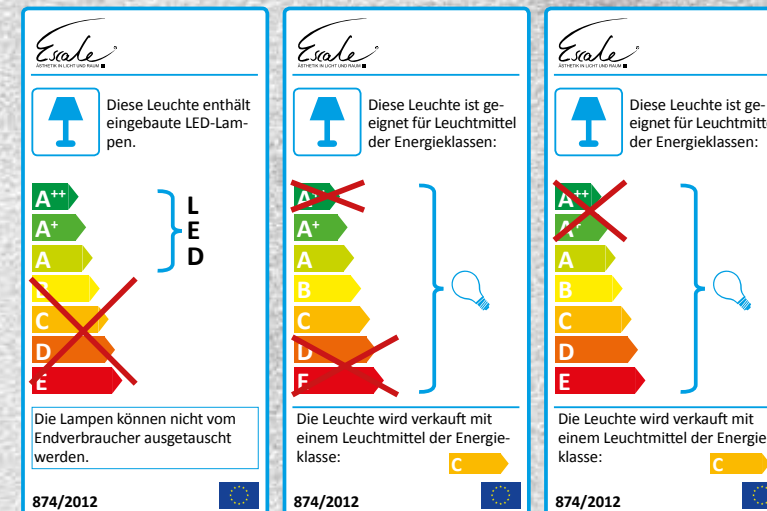 Escale
ÄSTHETIK IN LICHT UND RAUM
Diese Leuchte enthält
eingebaute LED-Lam-
pen.
A++
A+
A
B
C
D
E
L
E
D
Die Lampen können nicht vom
Endverbraucher ausgetauscht
werden.
874/2012
Escale
ÄSTHETIK IN LICHT UND RAUM
Diese Leuchte ist ge-
eignet für Leuchtmittel
der Energieklassen:
A++
A+
A
B
C
D
E
Die Leuchte wird verkauft mit
einem Leuchtmittel der Energie-
klasse:
C
874/2012
Escale
ÄSTHETIK IN LICHT UND RAUM
Diese Leuchte ist ge-
eignet für Leuchtmitte
der Energieklassen:
A++
A+
A
B
C
D
E
Die Leuchte wird verkauft mit
einem Leuchtmittel der Energie
klasse:
C
874/2012